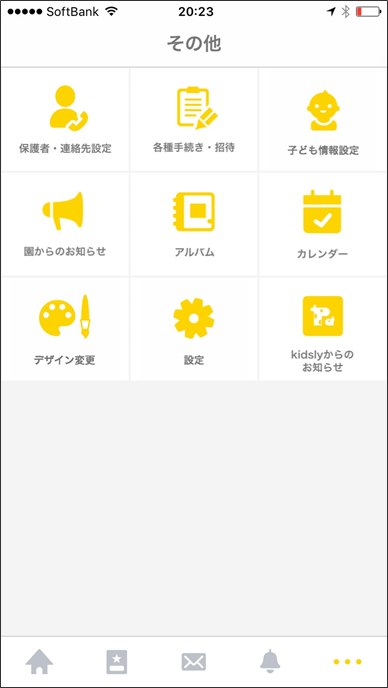 SoftBank 20:23
その他
保護者・連絡先設定 各種手続き・招待 子ども情報設定
園からのお知らせ アルバム カレンダー
デザイン変更 設定 kidslyからの
お知らせ